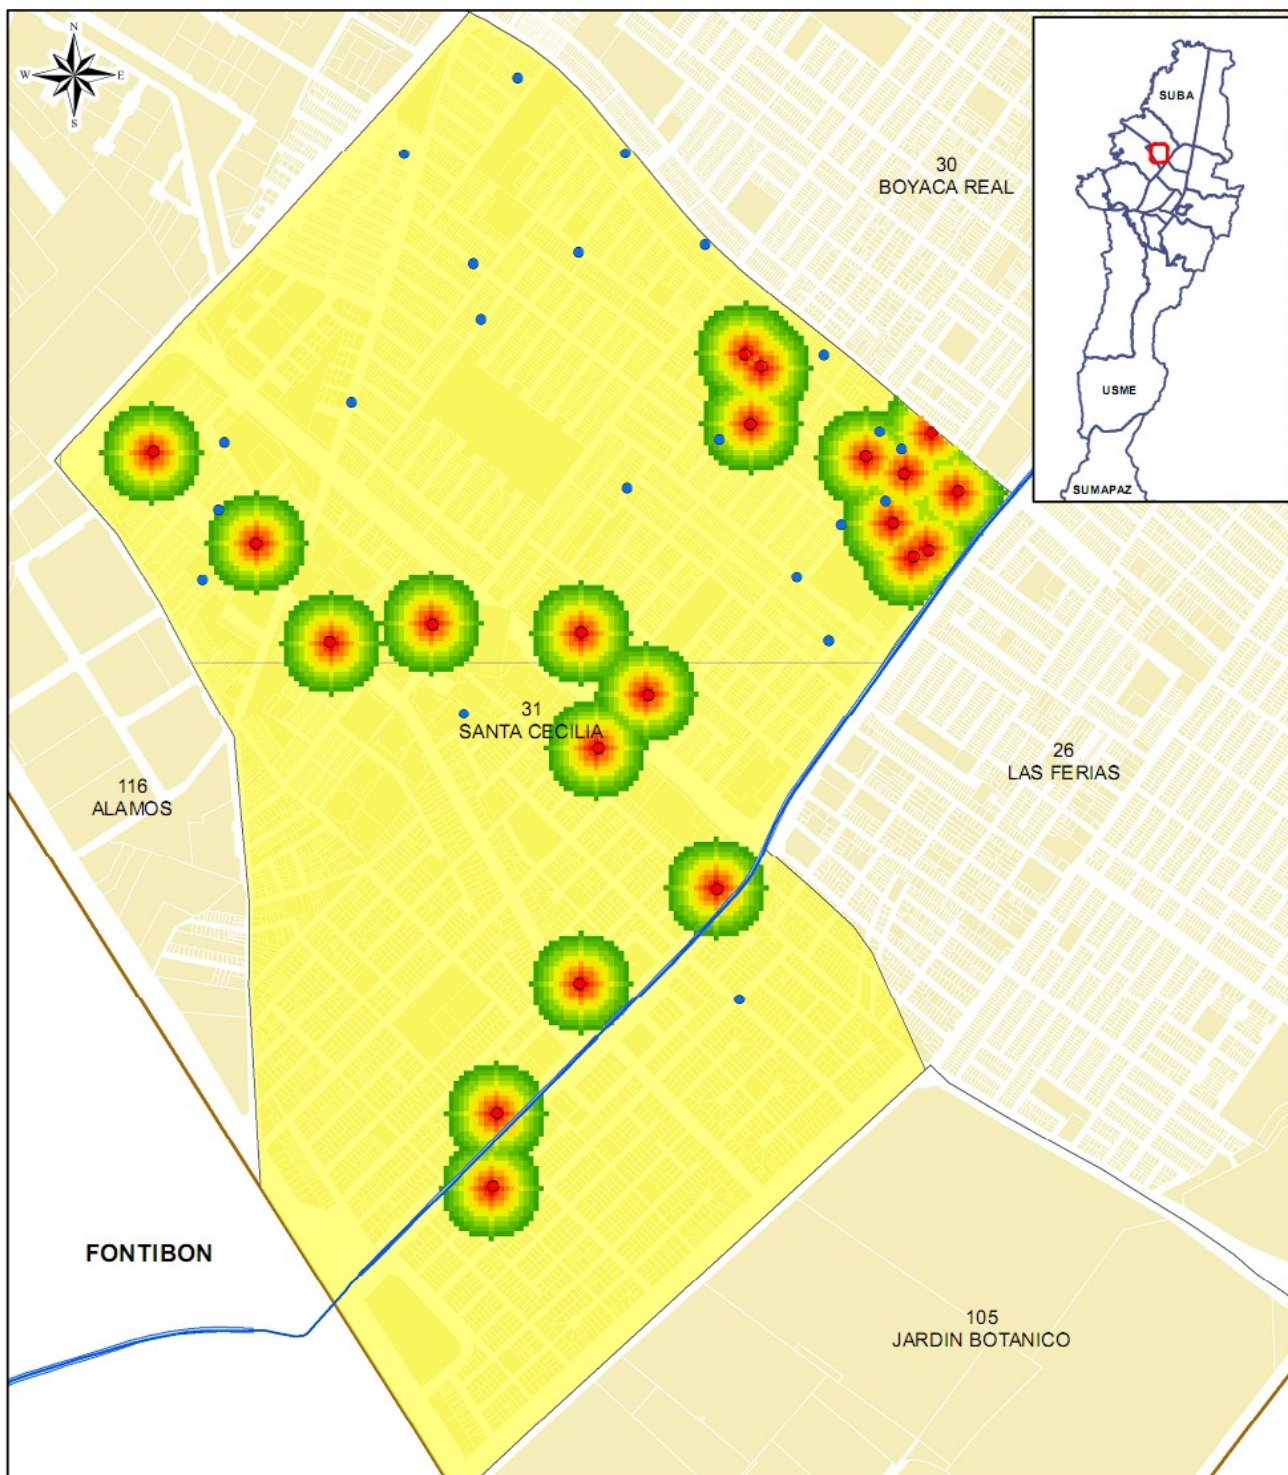 N
W E
S
SUBA
USME
SUMAPAZ
30
BOYACA REAL
31
SANTA CECILIA
26
LAS FERIAS
116
ALAMOS
FONTIBON
105
JARDIN BOTANICO